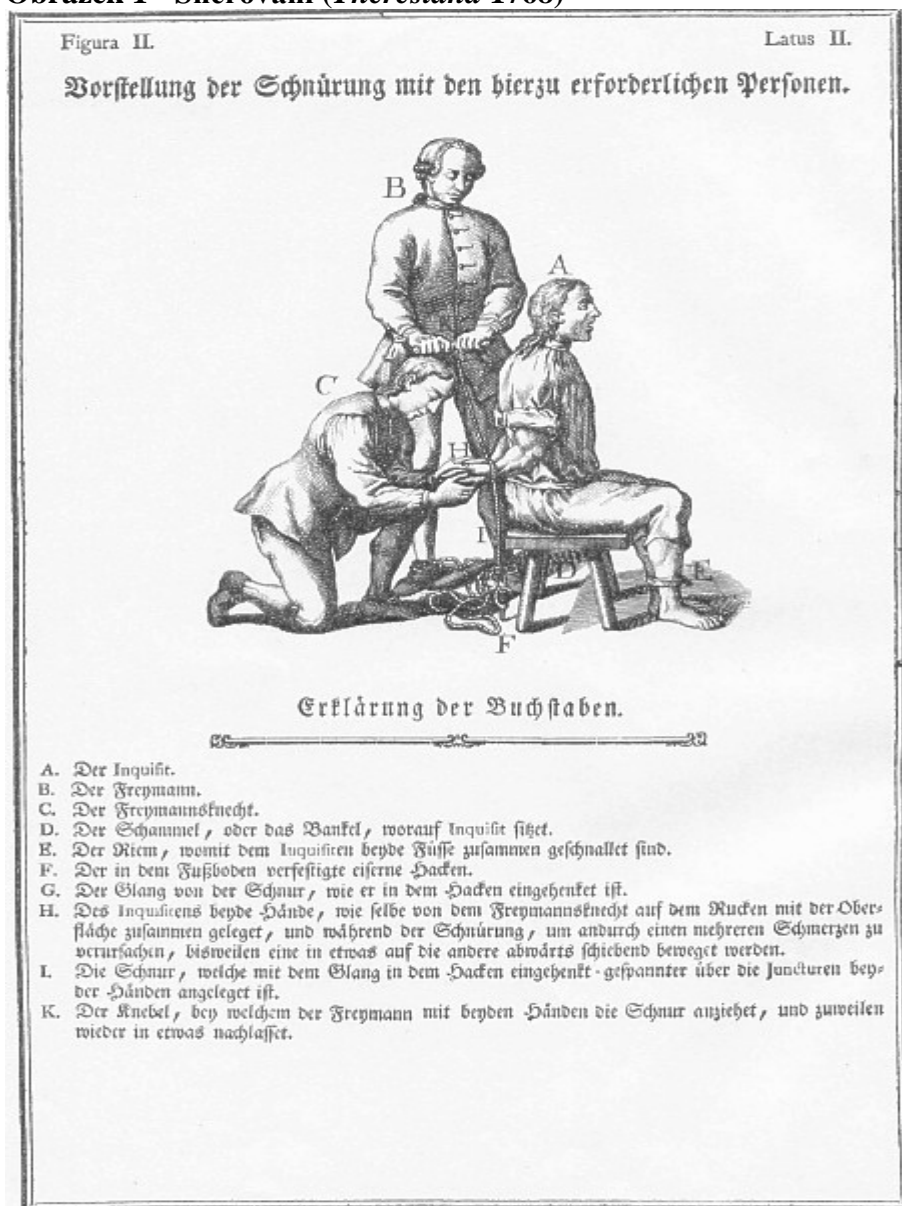 Obrázek 1 - Šněrování (Theresiana 1768)
Figura II.
Latus II.
Vorstellung der Schnürung mit den hierzu erforderlichen Personen.
B
A
C
H
I
D
E
F
Erklärung der Buchstaben.
A. Der Inquisit.
B. Der Freymann.
C. Der Freymannsknecht.
D. Der Schammel, oder das Bankel, worauf Inquisit sitzet.
E. Der Riem, womit dem Inquisiten beyde Füsse zusammen geschnallet sind.
F. Der in dem Fußboden verfestigte eiserne Hacken.
G. Der Glang von der Schnur, wie er in dem Hacken eingehenket ist.
H. Des Inquisitens beyde Hände, wie selbe von dem Freymannsknecht auf dem Rucken mit der Ober-
fläche zusammen geleget, und während der Schnürung, um andurch einen mehreren Schmerzen zu
verursachen, bisweilen eine in etwas auf die andere abwärts schiebend beweget werden.
I. Die Schnur, welche mit dem Glang in dem Hacken eingehenkt-gespannter über die Juncturen bey-
der Händen angeleget ist.
K. Der Knebel, bey welchem der Freymann mit beyden Händen die Schnur anziehet, und zuweilen
wieder in etwas nachlasset.